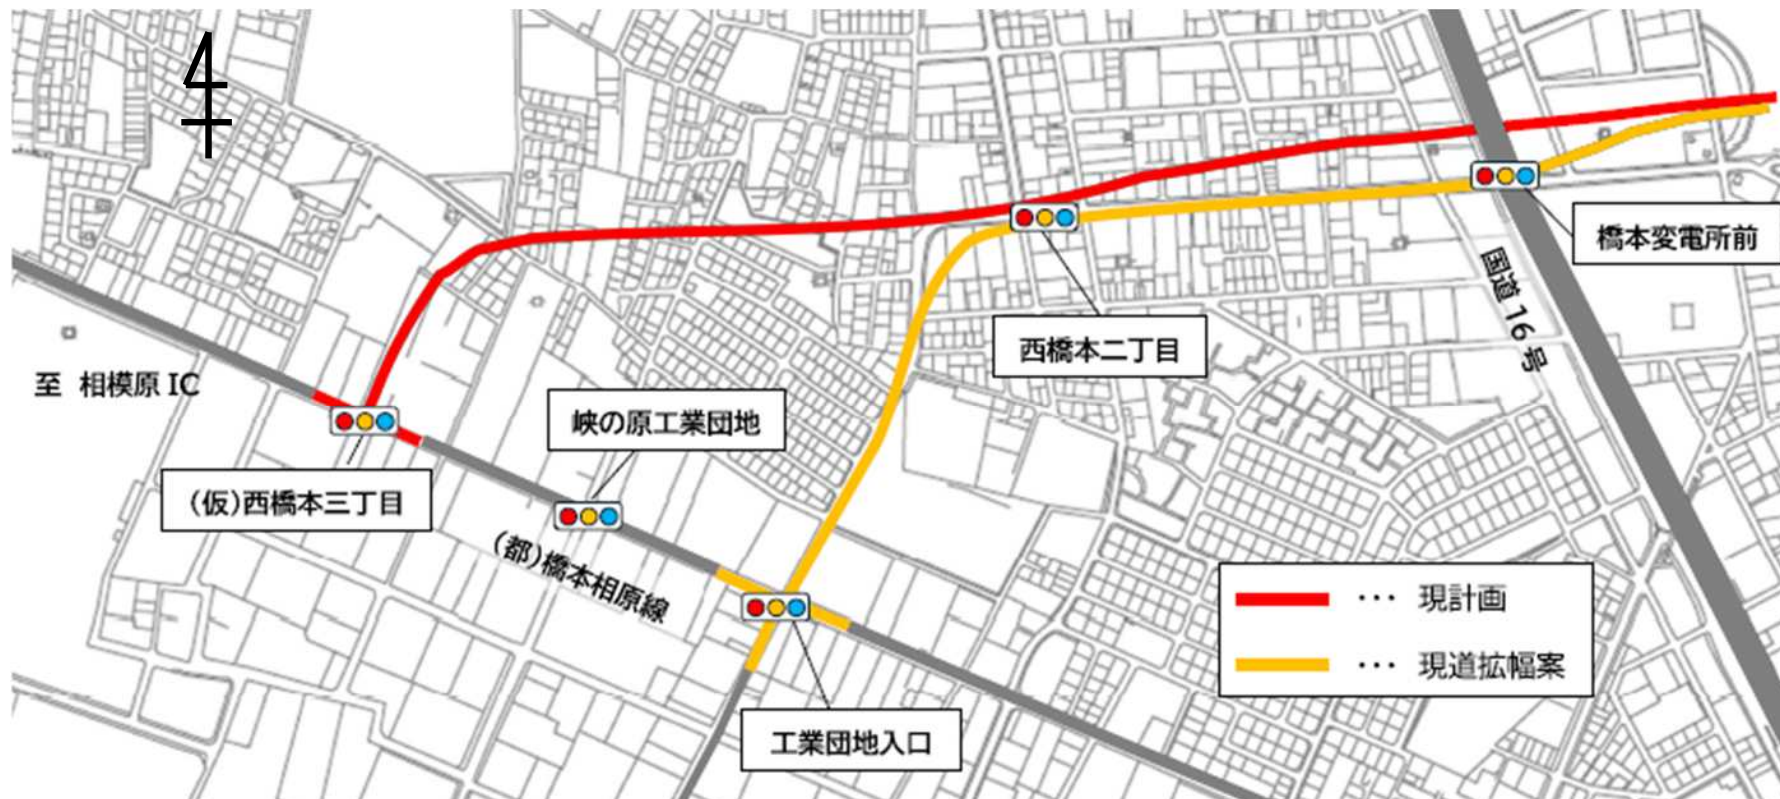 橋本変電所前
国道16号
西橋本二丁目
至 相模原IC
峡の原工業団地
(仮)西橋本三丁目
(都)橋本相原線
… 現計画
… 現道拡幅案
工業団地入口